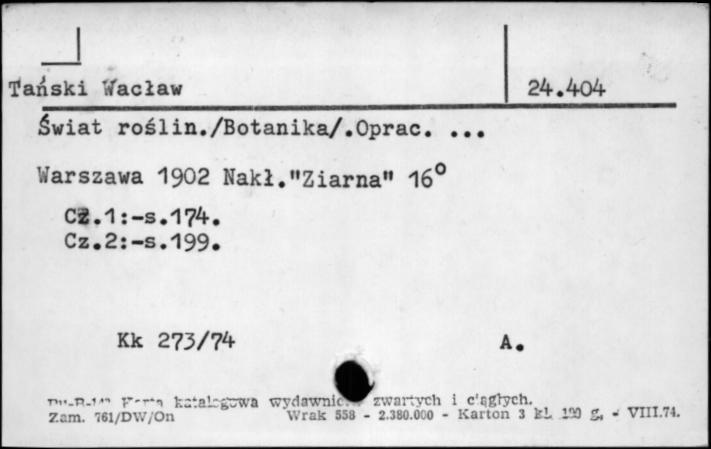 Tański Wacław 24.404
Świat roślin./Botanika/.Oprac. ...
Warszawa 1902 Nakł."Ziarna" 16°
Cz.1:-s.174.
Cz.2:-s.199.
Kk 273/74 A.
Karta katalogowa wydawnictw zwartych i ciągłych.
Zam. 761/DW/On Wrak 558 - 2.380.000 - Karton 3 kl. 190 g, - VIII.74.